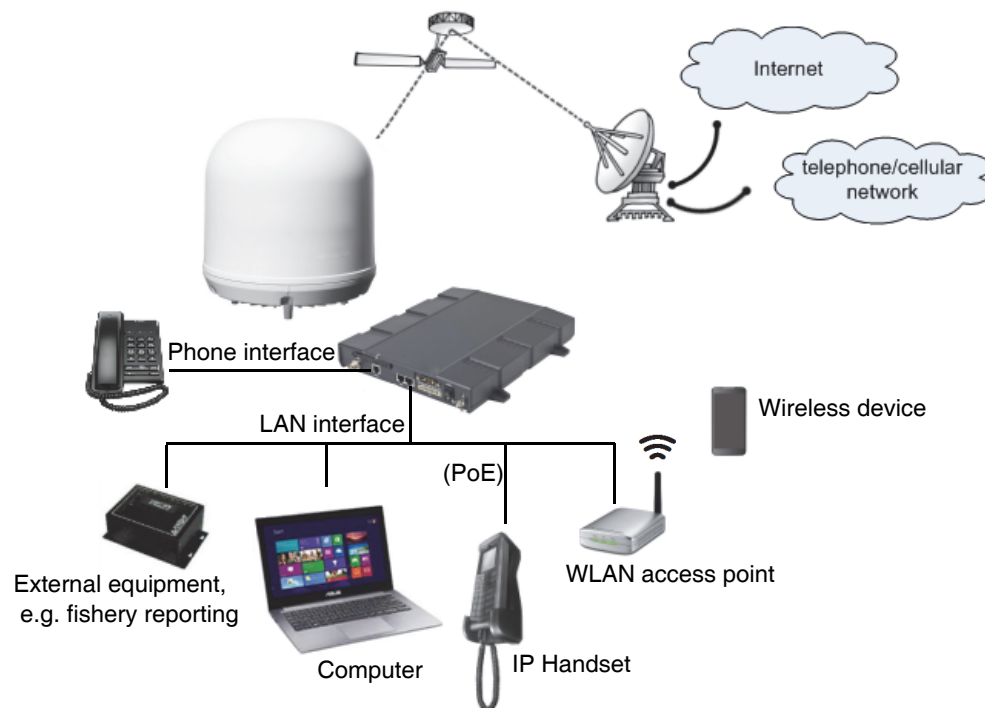 Internet
telephone/cellular
network
Phone interface
LAN interface
Wireless device
(PoE)
External equipment,
e.g. fishery reporting
Computer
IP Handset
WLAN access point
ASUS